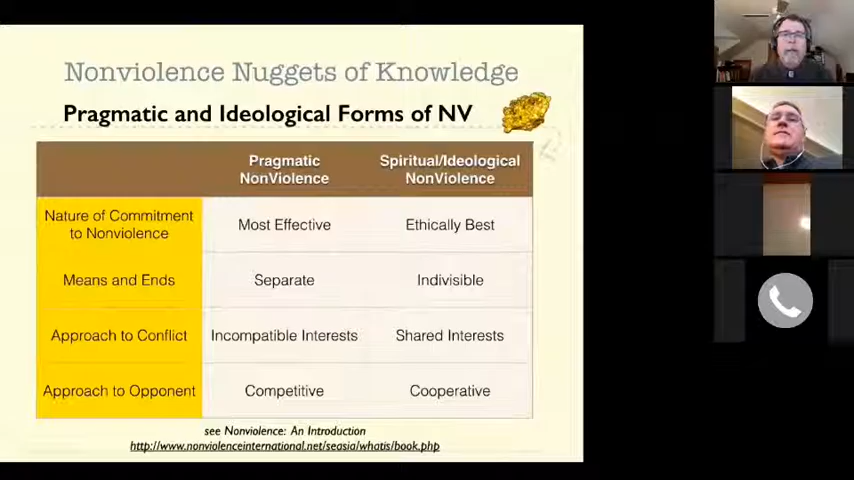 Nonviolence Nuggets of Knowledge
Pragmatic and Ideological Forms of NV
Pragmatic
NonViolence
Spiritual/Ideological
NonViolence
Nature of Commitment
to Nonviolence
Most Effective
Ethically Best
Means and Ends
Separate
Indivisible
Approach to Conflict
Incompatible Interests
Shared Interests
Approach to Opponent
Competitive
Cooperative
see Nonviolence: An Introduction
http://www.nonviolenceinternational.net/seasia/whatis/book.php